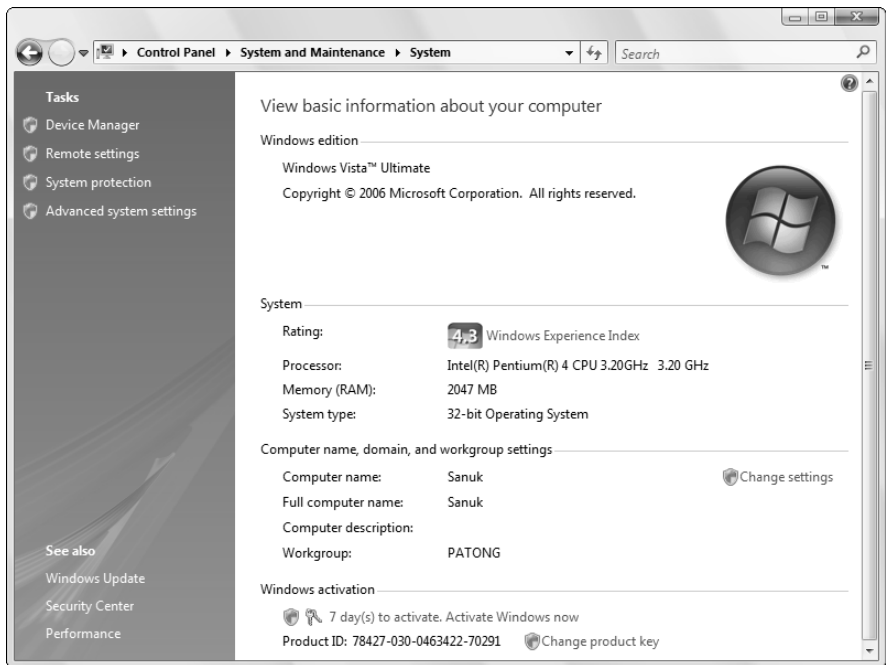 Control Panel ▸ System and Maintenance ▸ System
Search
Tasks
Device Manager
Remote settings
System protection
Advanced system settings
See also
Windows Update
Security Center
Performance
View basic information about your computer
Windows edition
Windows Vista™ Ultimate
Copyright © 2006 Microsoft Corporation. All rights reserved.
TM
System
Rating: 4,3 Windows Experience Index
Processor: Intel(R) Pentium(R) 4 CPU 3.20GHz 3.20 GHz
Memory (RAM): 2047 MB
System type: 32-bit Operating System
Computer name, domain, and workgroup settings
Computer name: Sanuk Change settings
Full computer name: Sanuk
Computer description:
Workgroup: PATONG
Windows activation
7 day(s) to activate. Activate Windows now
Product ID: 78427-030-0463422-70291 Change product key